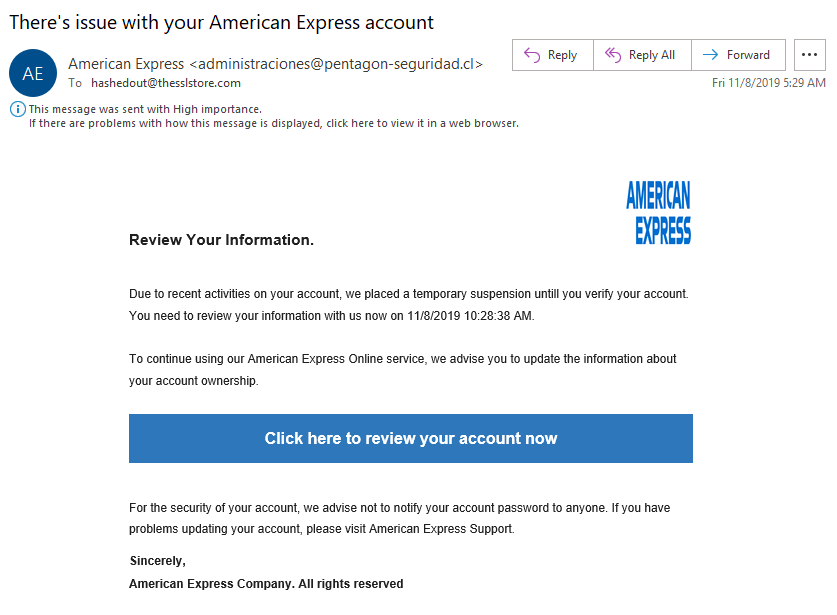 There's issue with your American Express account
AE
American Express <administraciones@pentagon-seguridad.cl>
To hashedout@thesslstore.com
Reply
Reply All
Forward
...
Fri 11/8/2019 5:29 AM
This message was sent with High importance.
If there are problems with how this message is displayed, click here to view it in a web browser.
AMERICAN
EXPRESS
Review Your Information.
Due to recent activities on your account, we placed a temporary suspension untill you verify your account.
You need to review your information with us now on 11/8/2019 10:28:38 AM.
To continue using our American Express Online service, we advise you to update the information about
your account ownership.
Click here to review your account now
For the security of your account, we advise not to notify your account password to anyone. If you have
problems updating your account, please visit American Express Support.
Sincerely,
American Express Company. All rights reserved